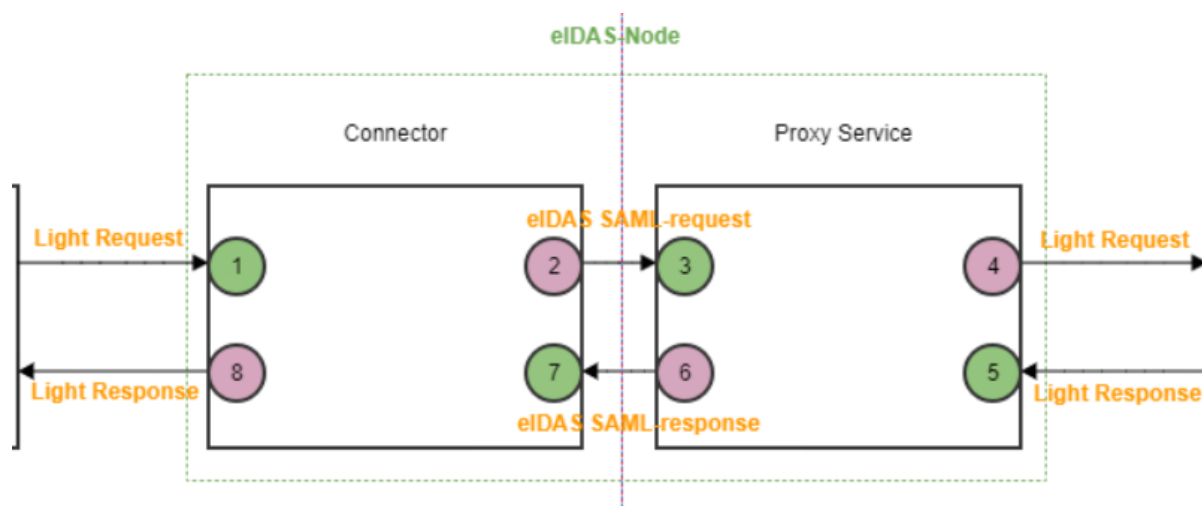 eIDAS-Node
Connector
Proxy Service
eIDAS SAML-request
Light Request
Light Request
1
2
3
4
8
7
6
5
Light Response
Light Response
eIDAS SAML-response